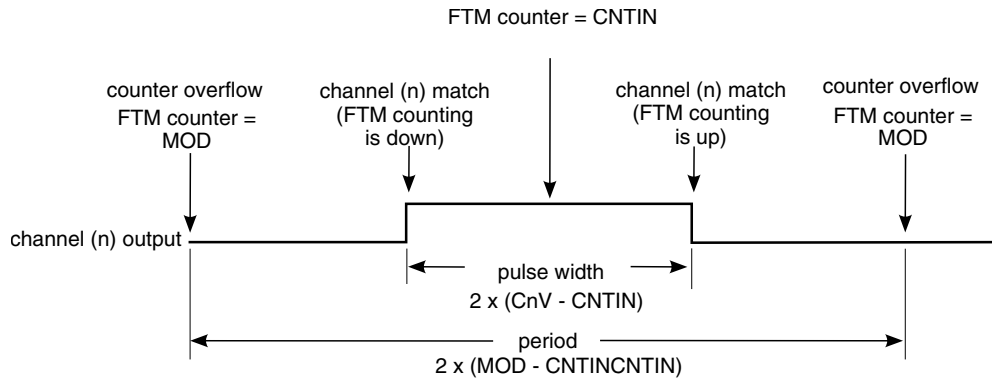 FTM counter = CNTIN
counter overflow
FTM counter =
MOD
channel (n) match
(FTM counting
is down)
channel (n) match
(FTM counting
is up)
counter overflow
FTM counter =
MOD
channel (n) output
pulse width
2 x (CnV - CNTIN)
period
2 x (MOD - CNTINCNTIN)